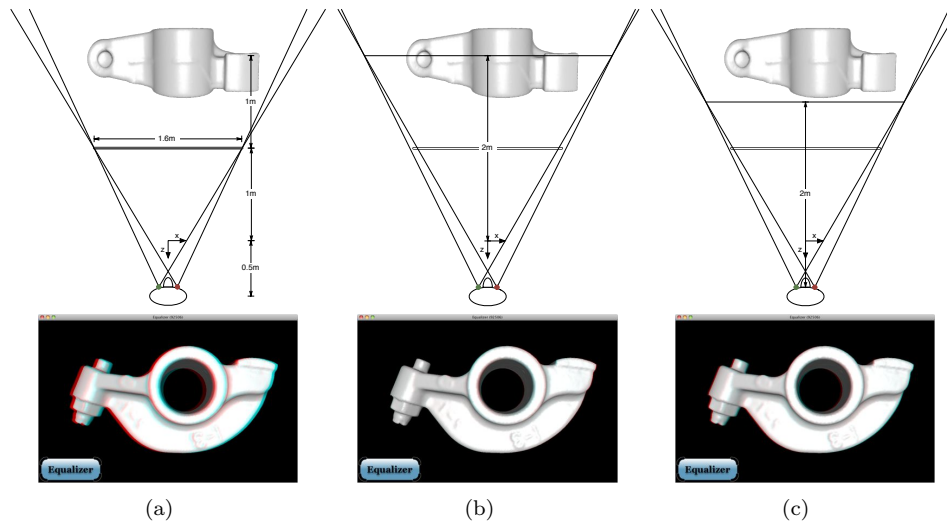 1m
1.6m
1m
x
z
0.5m
2m
x
z
2m
x
z
Equalizer
Equalizer
Equalizer
(a)
(b)
(c)